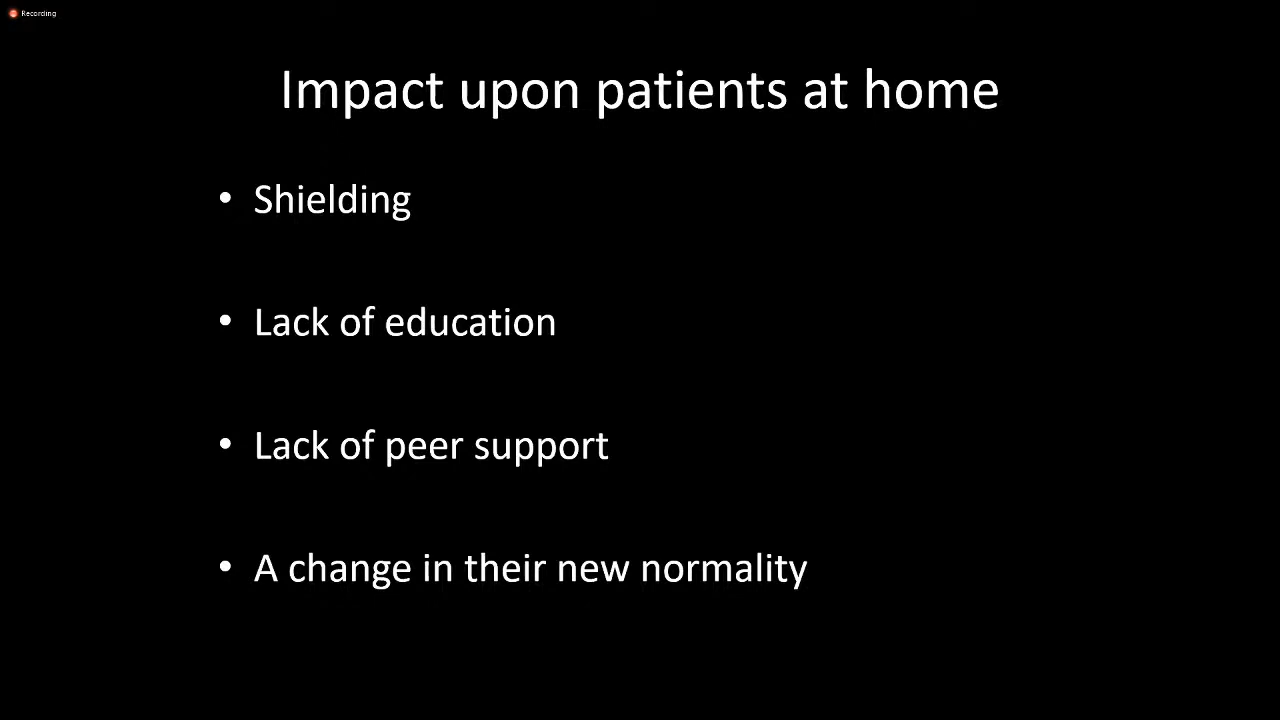 Recording
Impact upon patients at home
• Shielding
• Lack of education
• Lack of peer support
• A change in their new normality